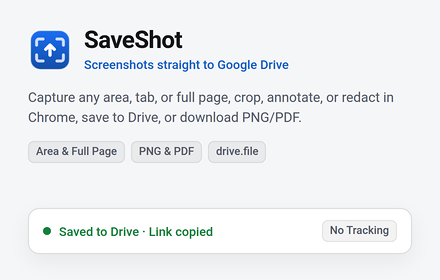 SaveShot
Screenshots straight to Google Drive
Capture any area, tab, or full page, crop, annotate, or redact in
Chrome, save to Drive, or download PNG/PDF.
Area & Full Page PNG & PDF drive.file
Saved to Drive · Link copied No Tracking